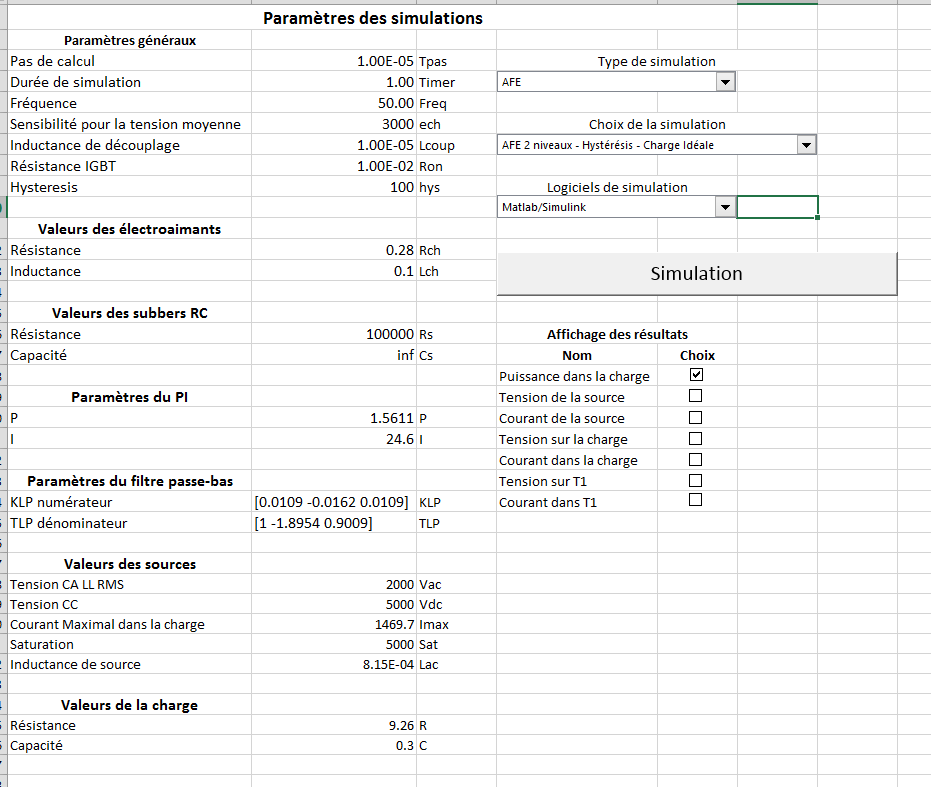 Paramètres des simulations
Paramètres généraux
Pas de calcul 1.00E-05 Tpas Type de simulation
Durée de simulation 1.00 Timer AFE
Fréquence 50.00 Freq
Sensibilité pour la tension moyenne 3000 ech Choix de la simulation
Inductance de découplage 1.00E-05 Lcoup AFE 2 niveaux - Hystérésis - Charge Idéale
Résistance IGBT 1.00E-02 Ron
Hysteresis 100 hys Logiciels de simulation
Matlab/Simulink
Valeurs des électroaimants
Résistance 0.28 Rch
Inductance 0.1 Lch Simulation
Valeurs des subbers RC
Résistance 100000 Rs Affichage des résultats
Capacité inf Cs Nom Choix
Puissance dans la charge
Paramètres du PI Tension de la source
P 1.5611 P Courant de la source
I 24.6 I Tension sur la charge
Courant dans la charge
Paramètres du filtre passe-bas Tension sur T1
KLP numérateur [0.0109 -0.0162 0.0109] KLP Courant dans T1
TLP dénominateur [1 -1.8954 0.9009] TLP
Valeurs des sources
Tension CA LL RMS 2000 Vac
Tension CC 5000 Vdc
Courant Maximal dans la charge 1469.7 Imax
Saturation 5000 Sat
Inductance de source 8.15E-04 Lac
Valeurs de la charge
Résistance 9.26 R
Capacité 0.3 C